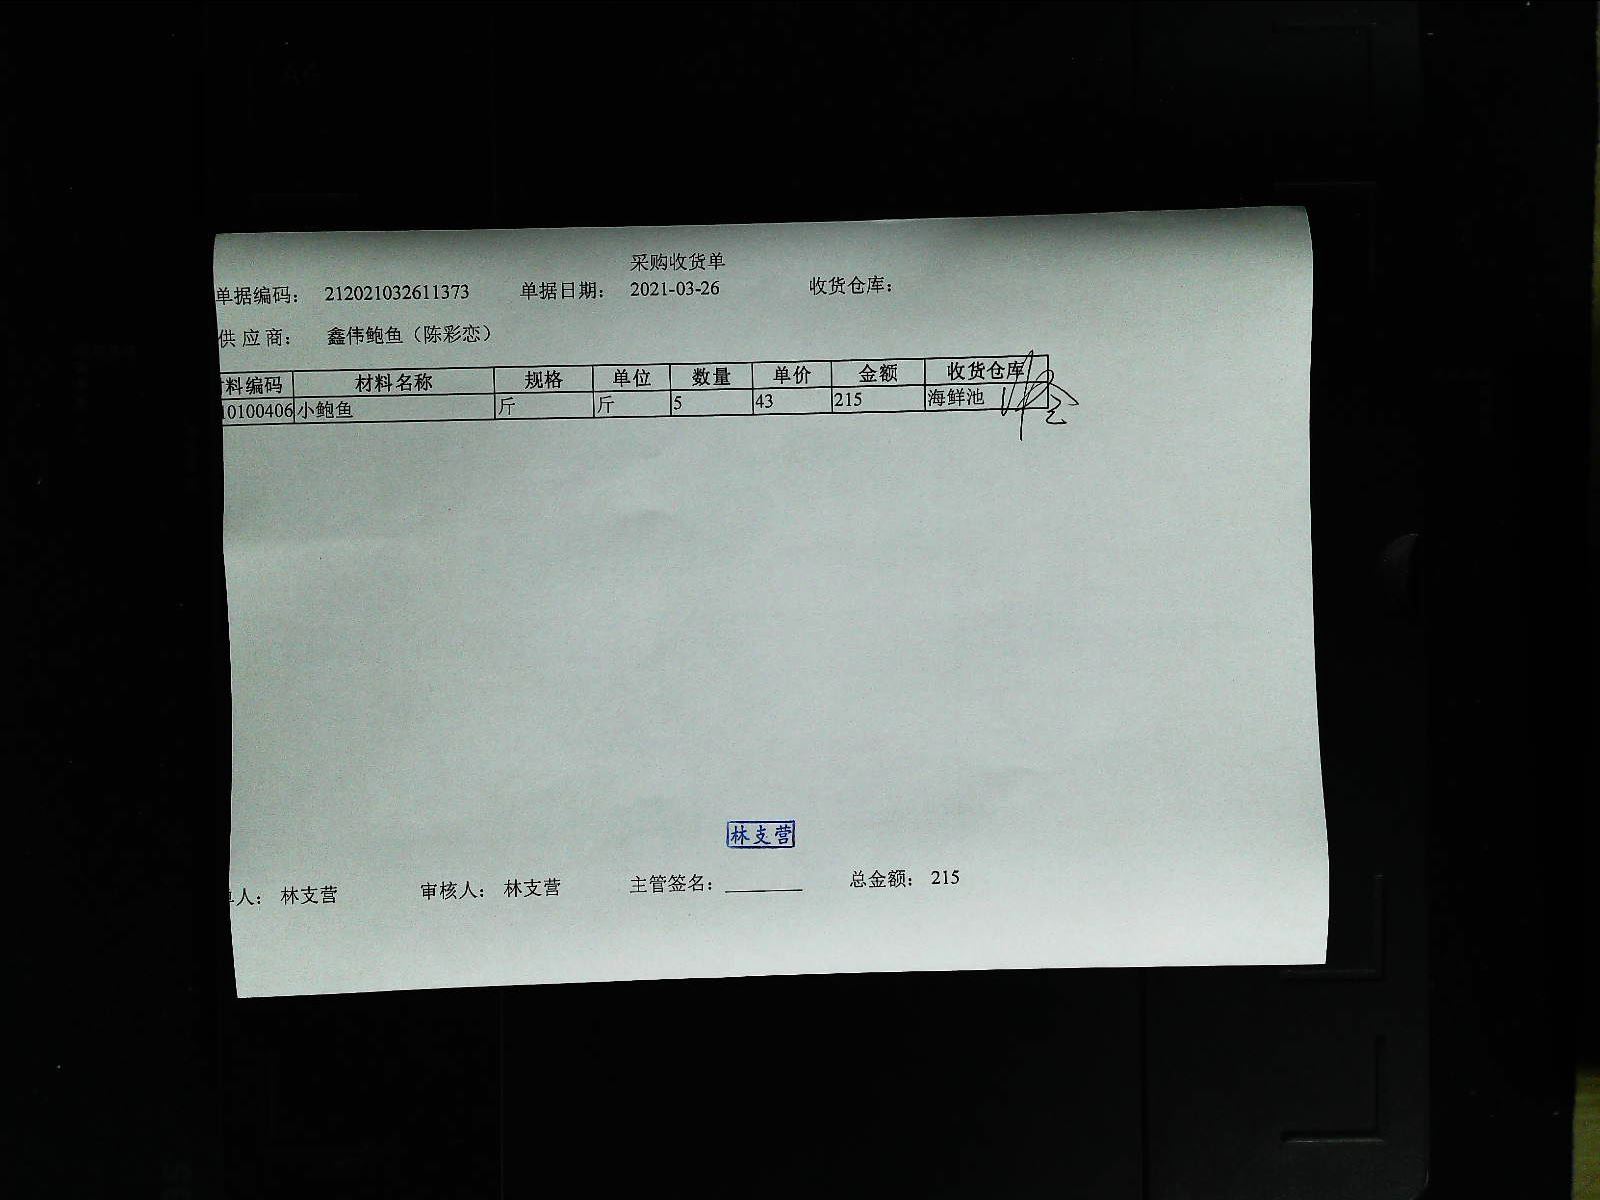 采购收货单
单据编码： 212021032611373 单据日期： 2021-03-26 收货仓库：
供 应 商： 鑫伟鲍鱼（陈彩恋）
料编码 材料名称 规格 单位 数量 单价 金额 收货仓库
10100406 小鲍鱼 斤 斤 5 43 215 海鲜池
林支营
人： 林支营 审核人： 林支营 主管签名： 总金额： 215